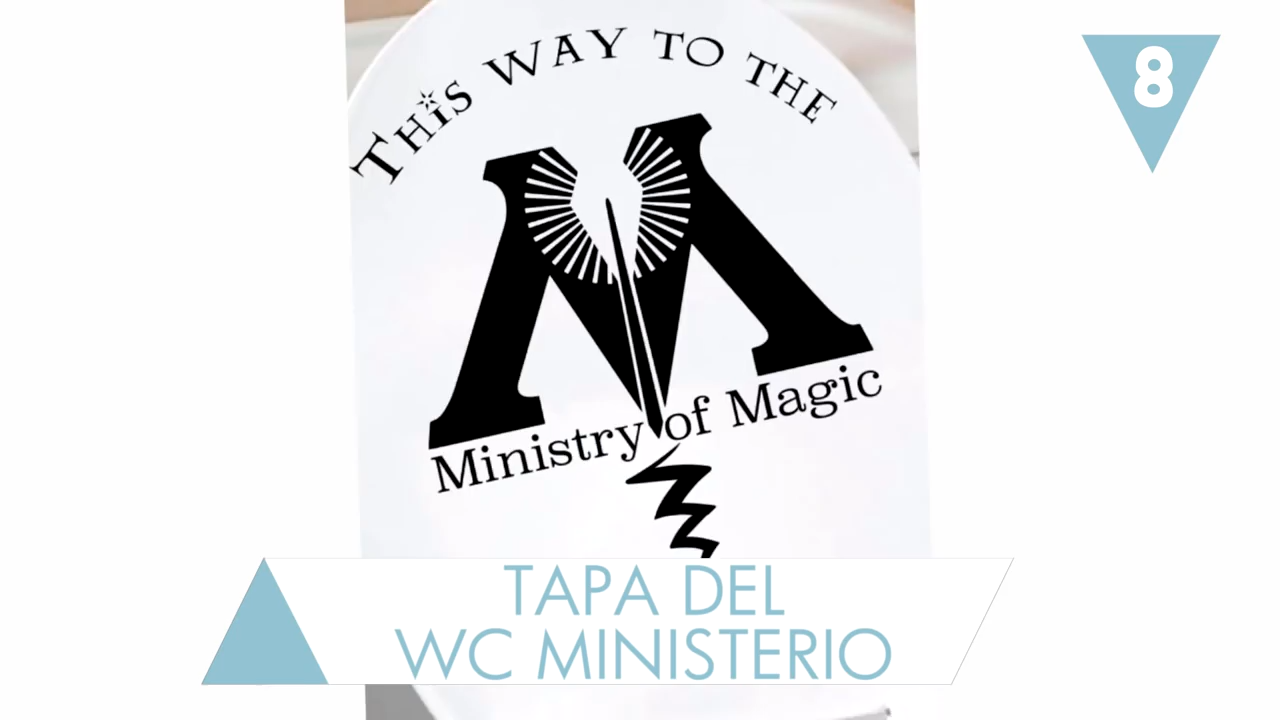 THIS WAY TO THE
M
Ministry of Magic
8
TAPA DEL
WC MINISTERIO